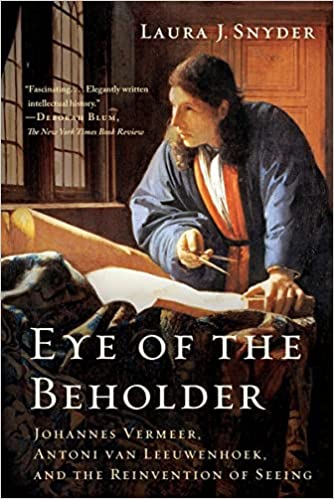 LAURA J. SNYDER
"Fascinating. . . . Elegantly written
intellectual history."
—DEBORAH BLUM,
The New York Times Book Review
EYE OF THE
BEHOLDER
JOHANNES VERMEER,
ANTONI VAN LEEUWENHOEK,
AND THE REINVENTION OF SEEING